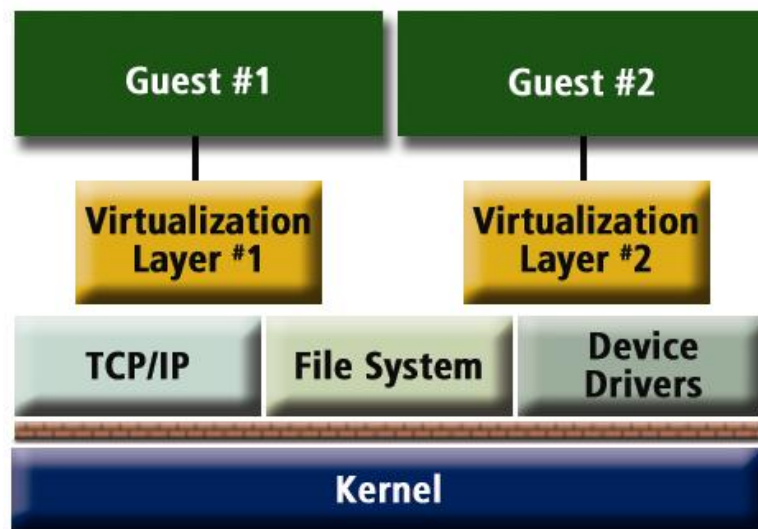 Guest #1
Guest #2
Virtualization
Layer #1
Virtualization
Layer #2
TCP/IP
File System
Device
Drivers
Kernel